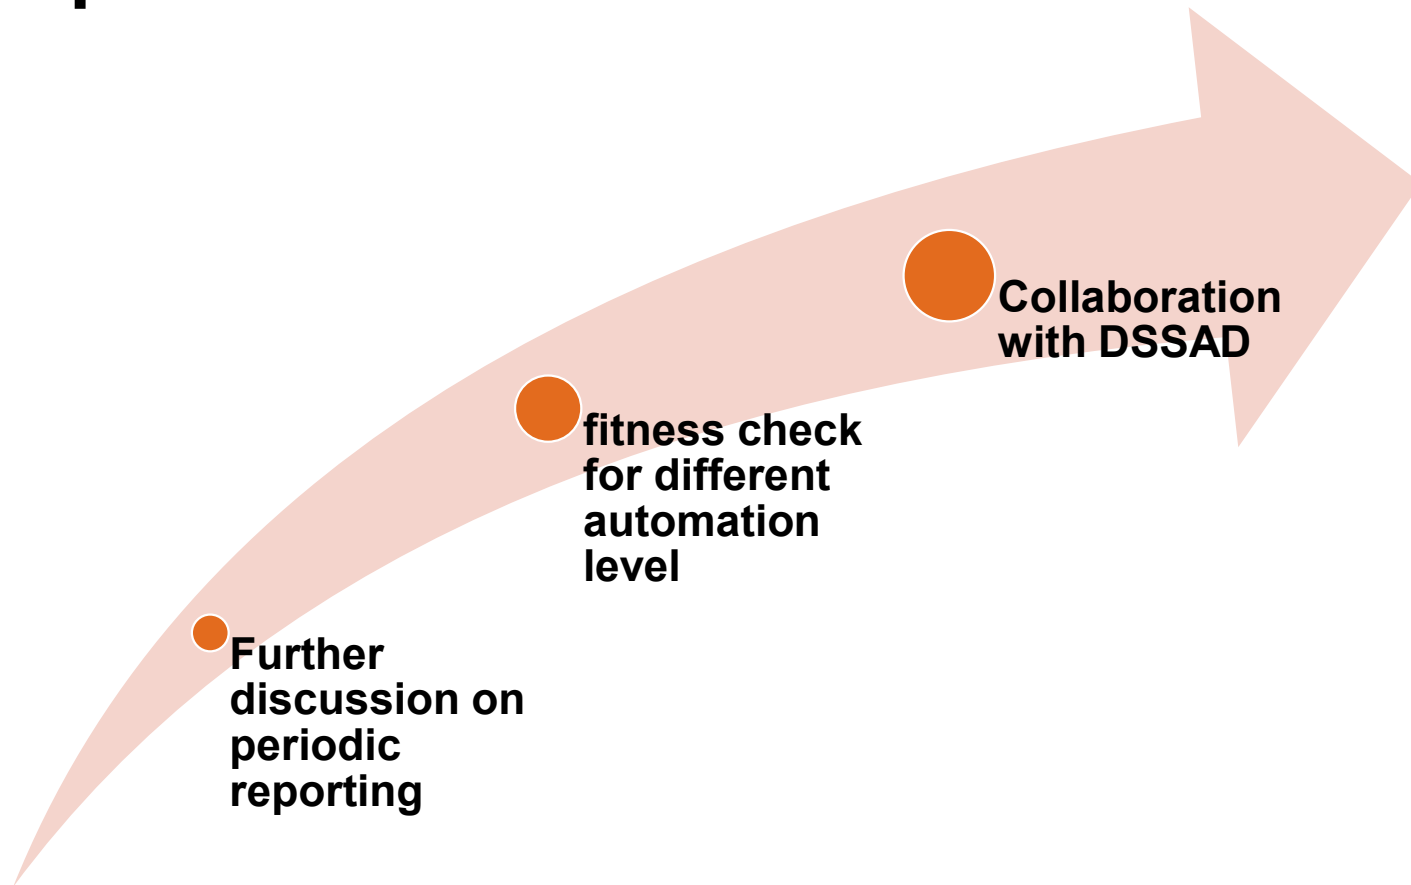 Further
discussion on
periodic
reporting
fitness check
for different
automation
level
Collaboration
with DSSAD